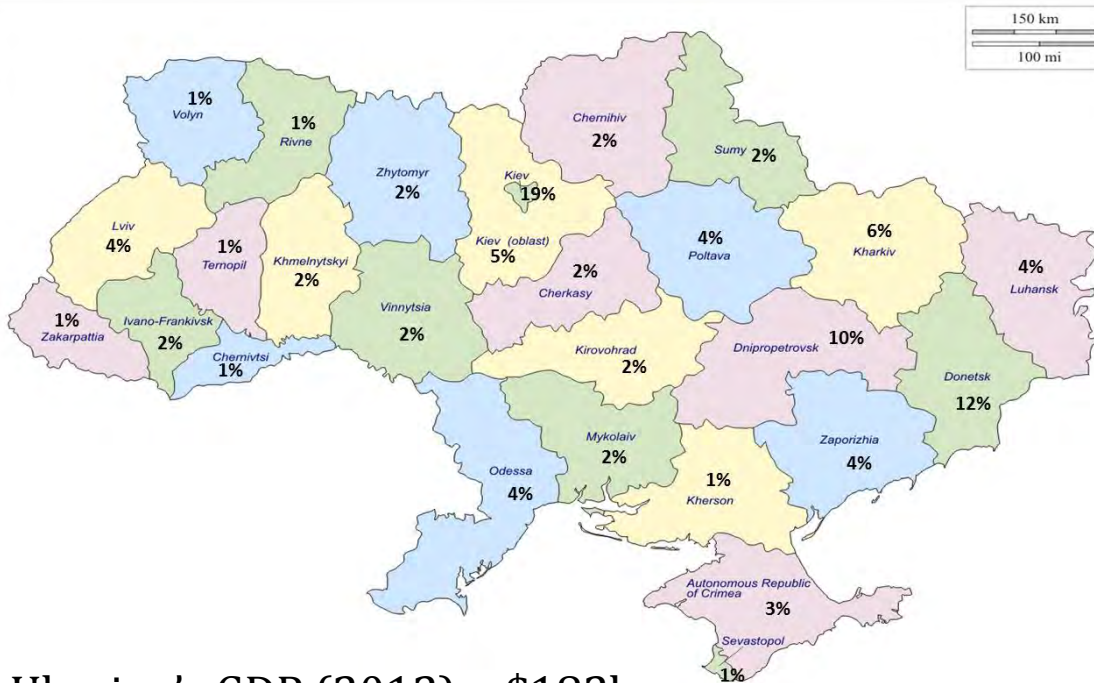 150 km
100 mi
1%
Volyn
1%
Rivne
Zhytomyr
2%
Kiev
19%
Kiev (oblast)
5%
Chernihiv
2%
Sumy
2%
Lviv
4%
1%
Ternopil
Khmelnytskyi
2%
Vinnytsia
2%
2%
Cherkasy
4%
Poltava
6%
Kharkiv
4%
Luhansk
1%
Zakarpattia
Ivano-Frankivsk
2%
Chernivtsi
1%
Kirovohrad
2%
Dnipropetrovsk
10%
Donetsk
12%
Odessa
4%
Mykolaiv
2%
1%
Kherson
Zaporizhia
4%
Autonomous Republic
of Crimea
3%
Sevastopol
1%